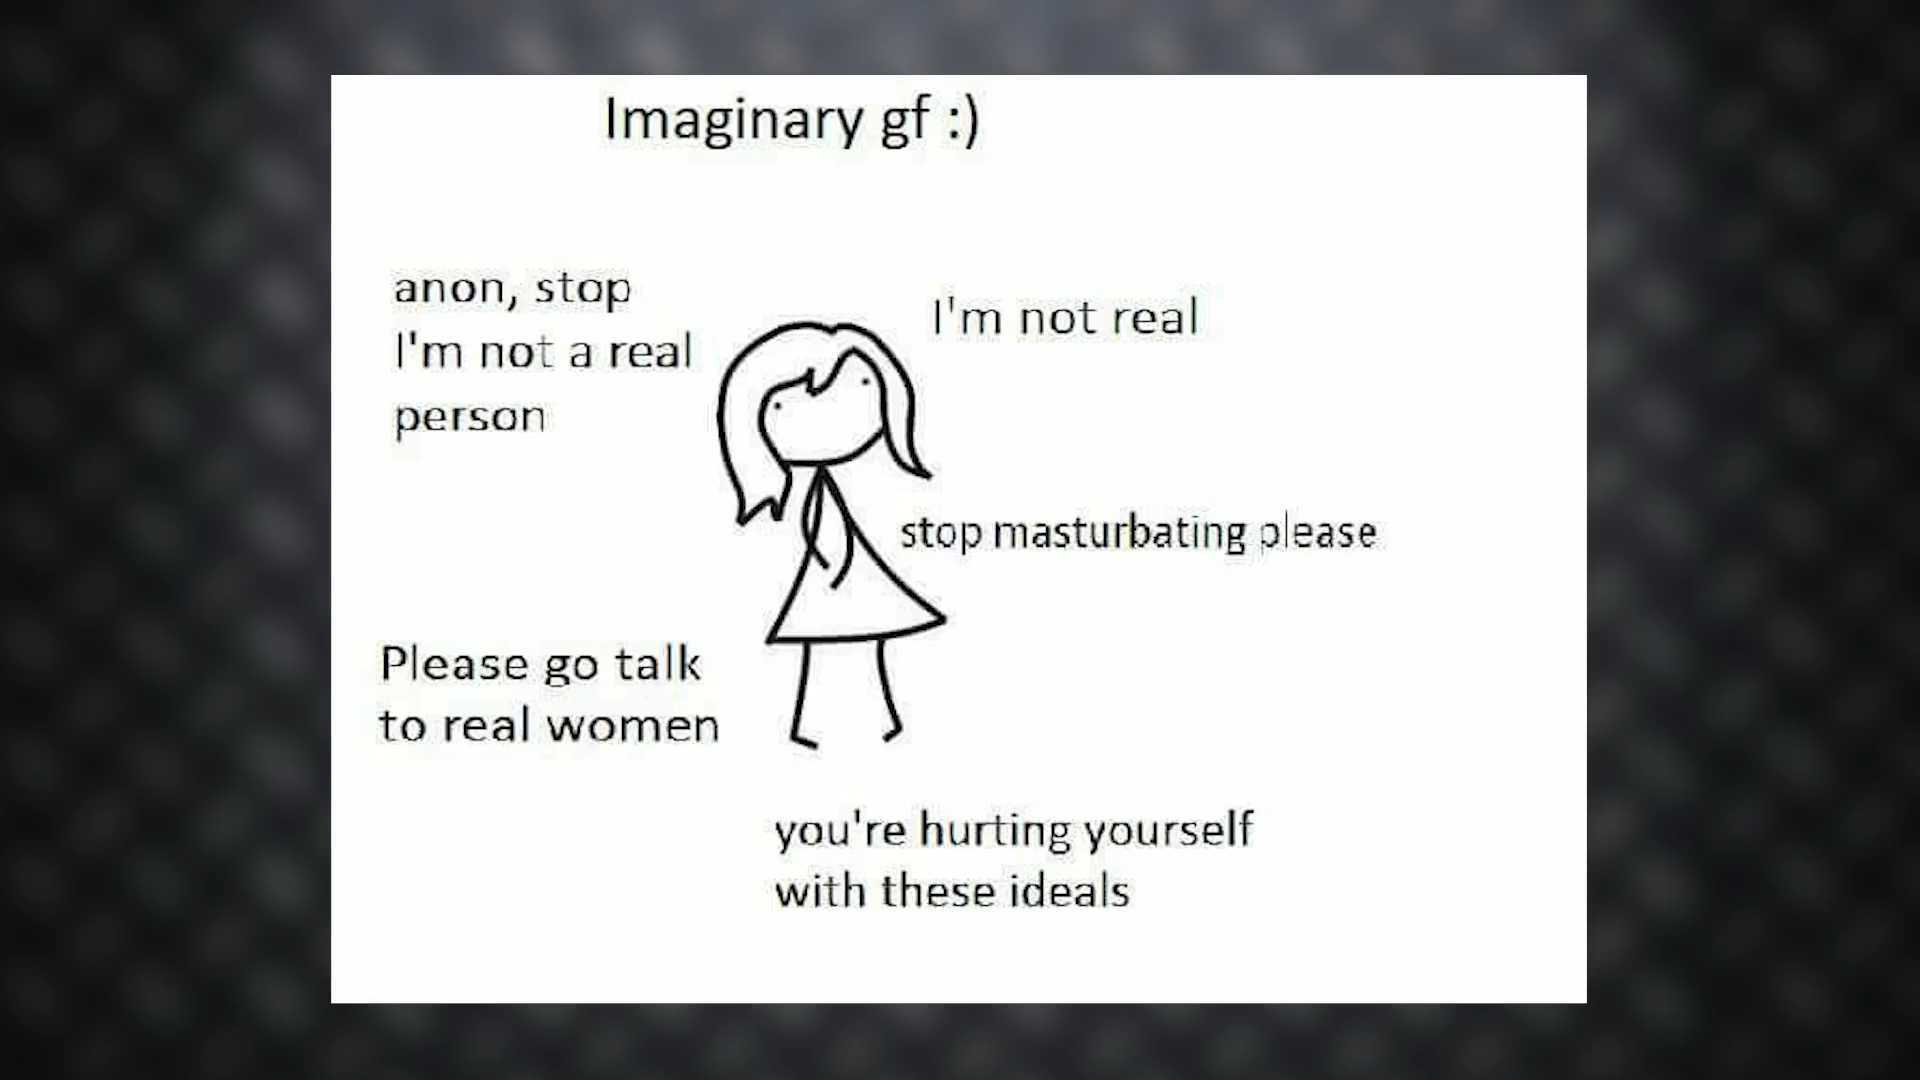 Imaginary gf :)
anon, stop
I'm not a real
person
I'm not real
stop masturbating please
Please go talk
to real women
you're hurting yourself
with these ideals